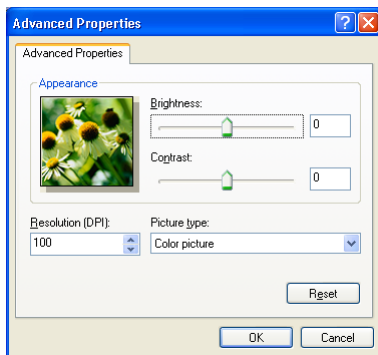 Advanced Properties
Advanced Properties
Appearance
Brightness:
0
Contrast:
0
Resolution (DPI):
100
Picture type:
Color picture
Reset
OK
Cancel